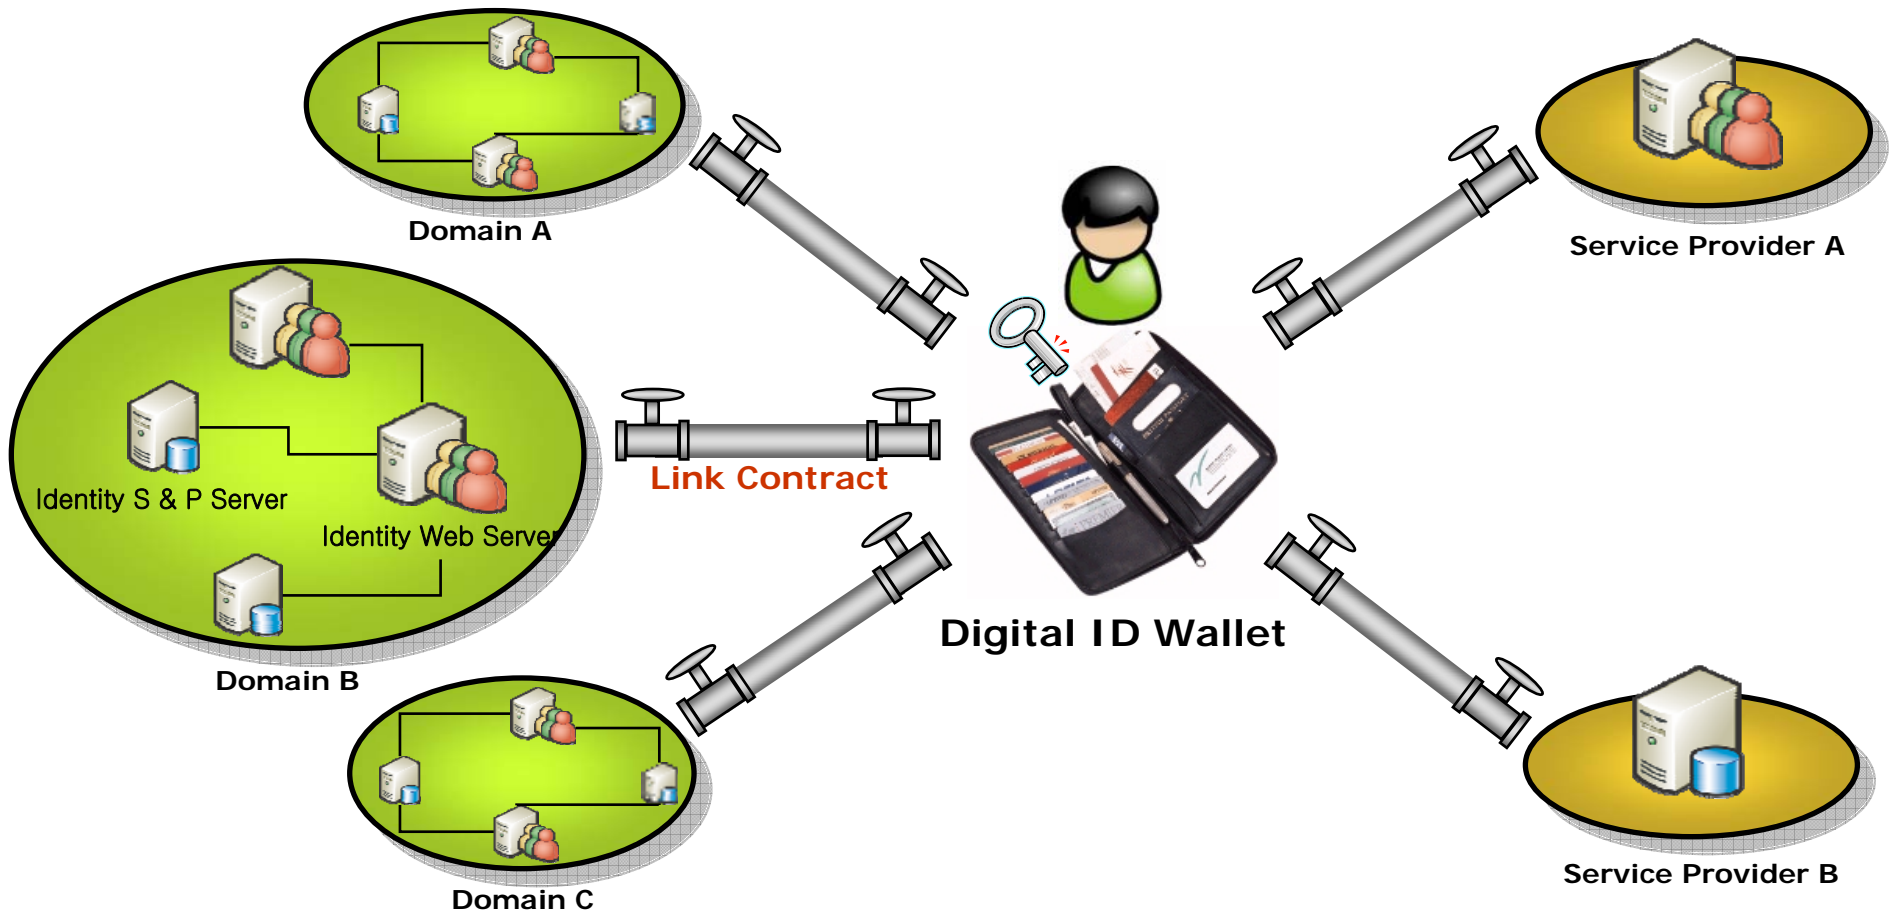 Domain A
Service Provider A
Link Contract
Identity S & P Server
Identity Web Server
Digital ID Wallet
Domain B
Service Provider B
Domain C